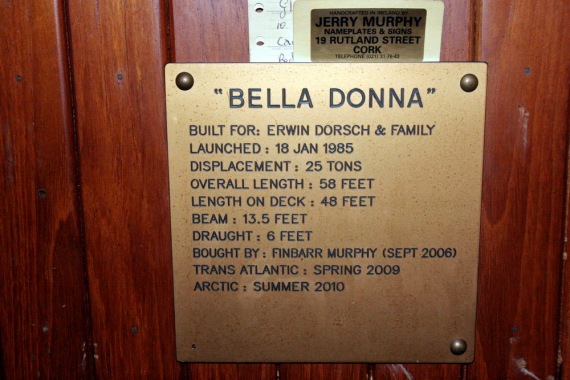 HANDCRAFTED IN IRELAND BY
JERRY MURPHY
NAMEPLATES & SIGNS
19 RUTLAND STREET
CORK
"BELLA DONNA"
BUILT FOR: ERWIN DORSCH & FAMILY
LAUNCHED : 18 JAN 1985
DISPLACEMENT : 25 TONS
OVERALL LENGTH : 58 FEET
LENGTH ON DECK : 48 FEET
BEAM : 13.5 FEET
DRAUGHT : 6 FEET
BOUGHT BY : FINBARR MURPHY (SEPT 2006)
TRANS ATLANTIC : SPRING 2009
ARCTIC : SUMMER 2010